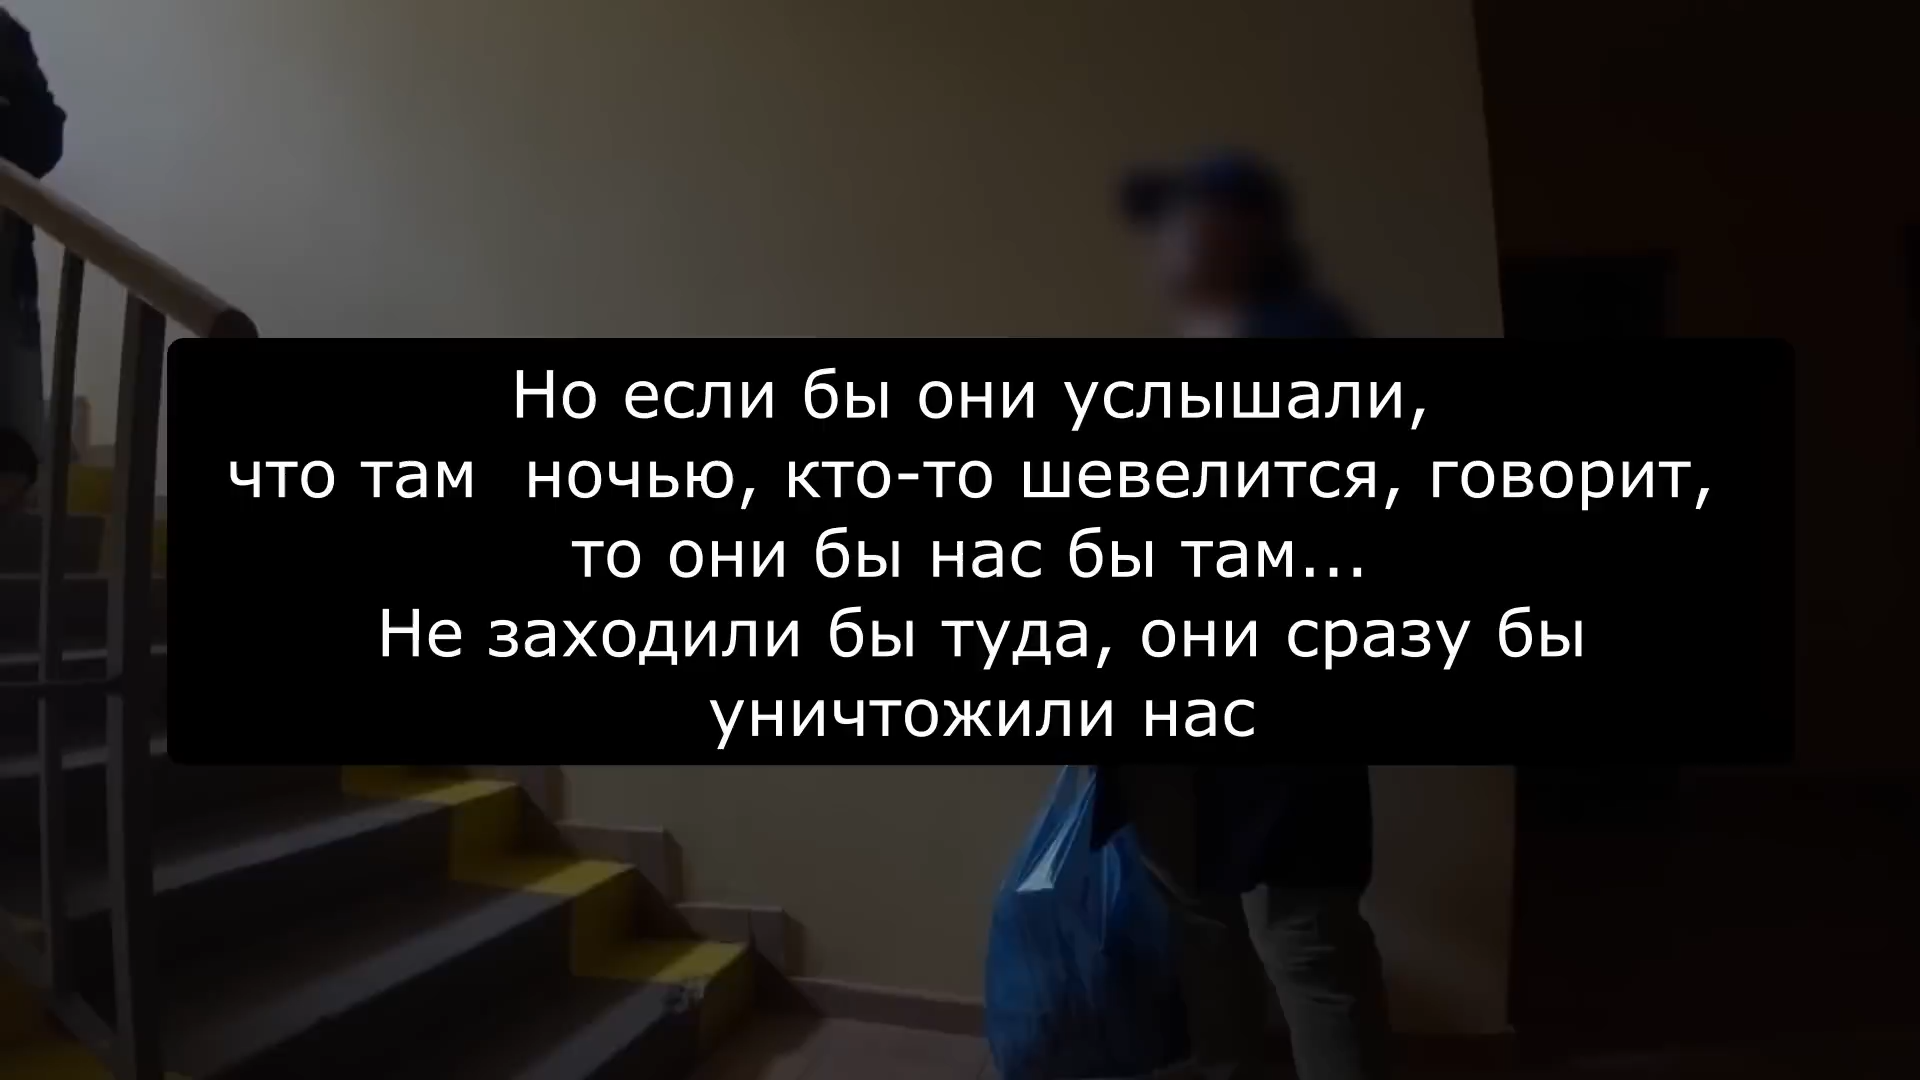 Но если бы они услышали,
что там  ночью, кто-то шевелится, говорит,
то они бы нас бы там...
Не заходили бы туда, они сразу бы
уничтожили нас